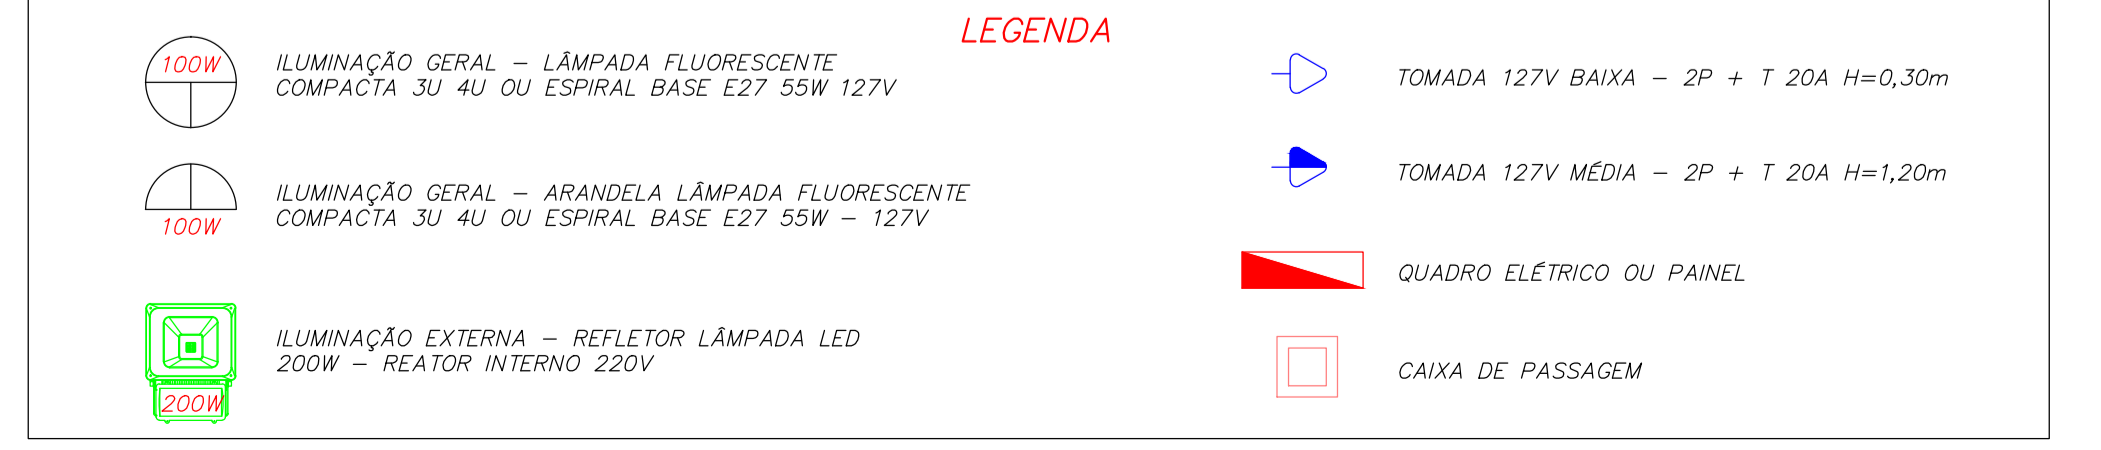 LEGENDA
100W
ILUMINAÇÃO GERAL – LÂMPADA FLUORESCENTE
COMPACTA 3U 4U OU ESPIRAL BASE E27 55W 127V
100W
ILUMINAÇÃO GERAL – ARANDELA LÂMPADA FLUORESCENTE
COMPACTA 3U 4U OU ESPIRAL BASE E27 55W – 127V
200W
ILUMINAÇÃO EXTERNA – REFLETOR LÂMPADA LED
200W – REATOR INTERNO 220V
TOMADA 127V BAIXA – 2P + T 20A H=0,30m
TOMADA 127V MÉDIA – 2P + T 20A H=1,20m
QUADRO ELÉTRICO OU PAINEL
CAIXA DE PASSAGEM